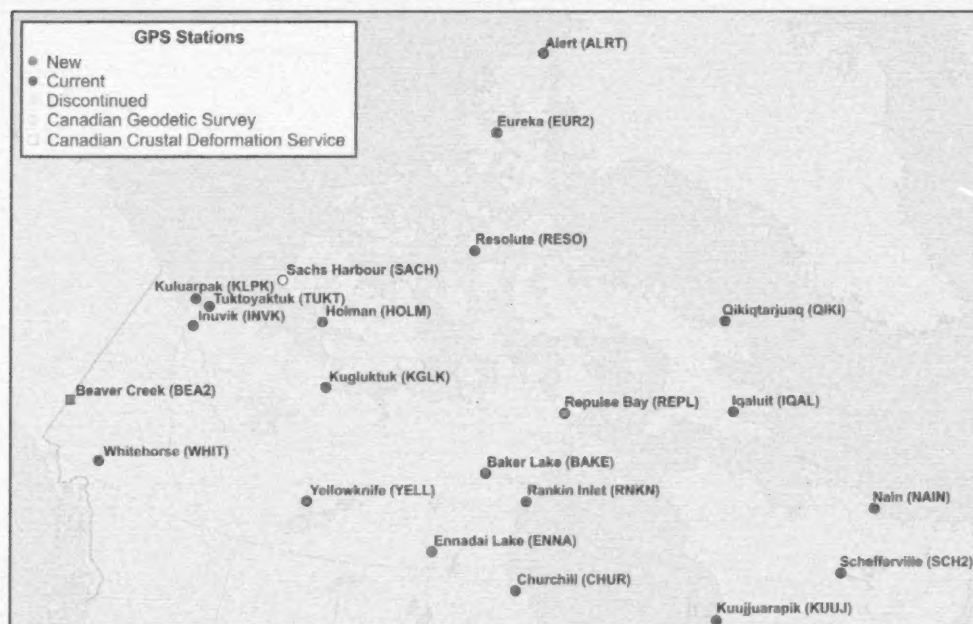 GPS Stations
New
Current
Discontinued
Canadian Geodetic Survey
Canadian Crustal Deformation Service
Alert (ALRT)
Eureka (EUR2)
Resolute (RESO)
Sachs Harbour (SACH)
Kuluarpak (KLPK)
Tuktoyaktuk (TUKT)
Inuvik (INVK)
Holman (HOLM)
Qikiqtarjuaq (QIKI)
Kugluktuk (KGLK)
Beaver Creek (BEA2)
Repulse Bay (REPL)
Iqaluit (IQAL)
Whitehorse (WHIT)
Baker Lake (BAKE)
Yellowknife (YELL)
Rankin Inlet (RNKN)
Nain (NAIN)
Ennadai Lake (ENNA)
Schefferville (SCH2)
Churchill (CHUR)
Kuujjuarapik (KUUJ)